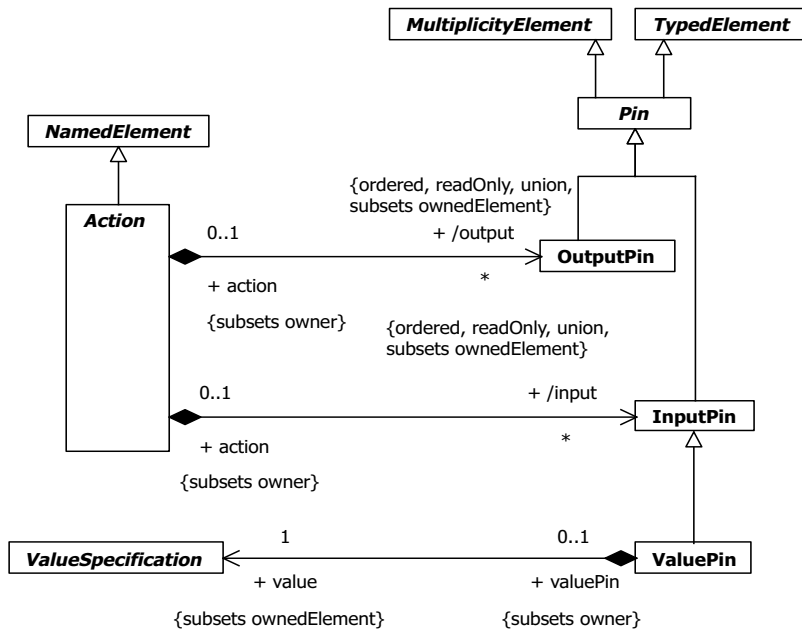 MultiplicityElement
TypedElement
Pin
NamedElement
{ordered, readOnly, union,
subsets ownedElement}
Action
0..1
+ /output
OutputPin
+ action
*
{subsets owner}
{ordered, readOnly, union,
subsets ownedElement}
0..1
+ /input
InputPin
+ action
*
{subsets owner}
1
0..1
ValueSpecification
ValuePin
+ value
+ valuePin
{subsets ownedElement}
{subsets owner}